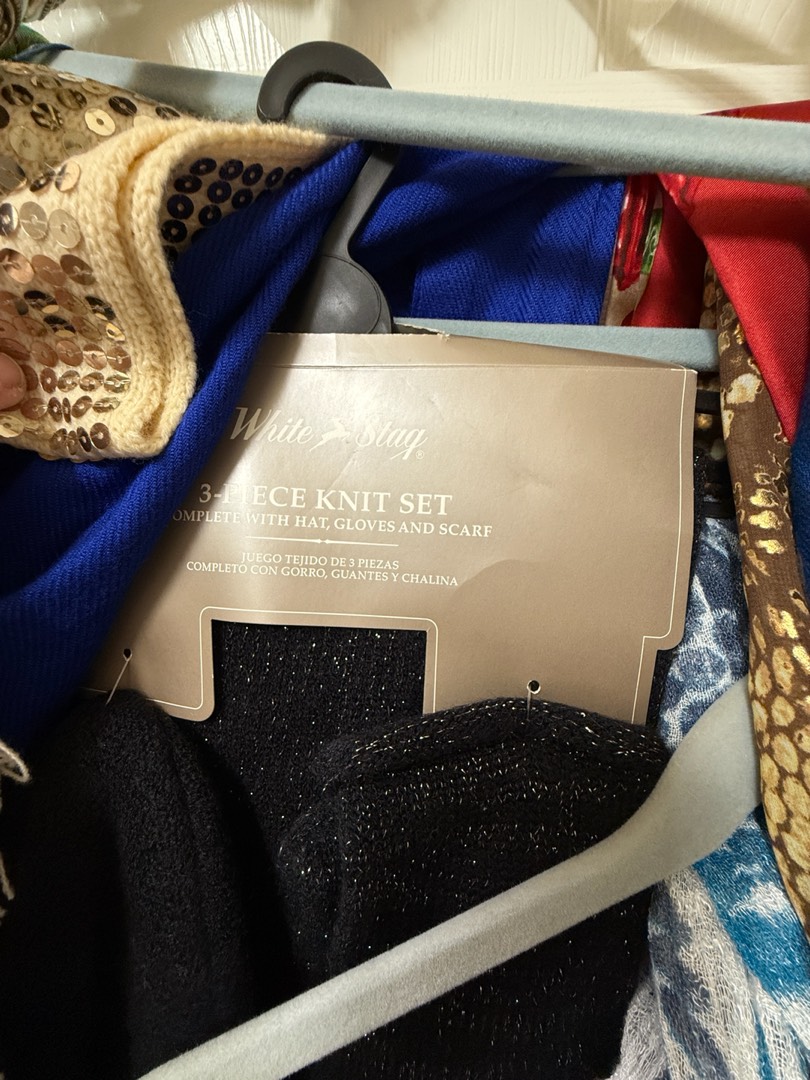 White Stag®
3-PIECE KNIT SET
OMPLETE WITH HAT, GLOVES AND SCARF
JUEGO TEJIDO DE 3 PIEZAS
COMPLETO CON GORRO, GUANTES Y CHALINA